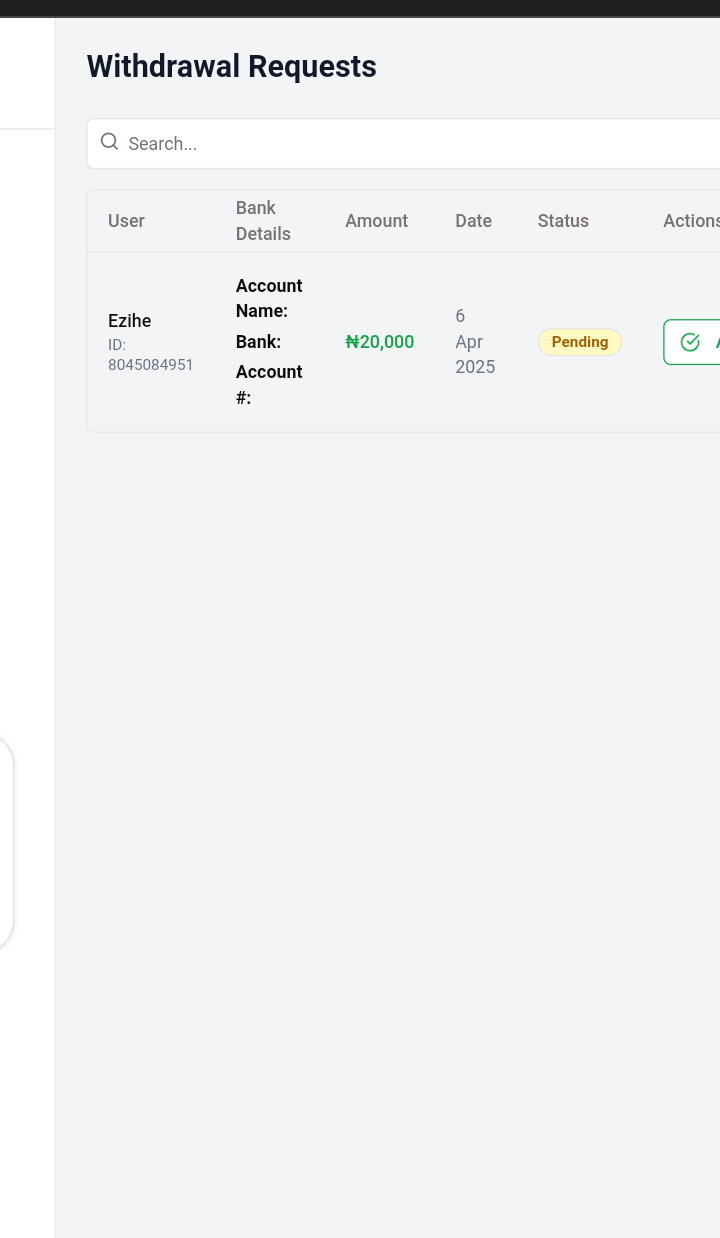 Withdrawal Requests
Search...
User
Bank
Details
Amount
Date
Status
Actions
Ezihe
ID:
8045084951
Account
Name:
Bank:
Account
#:
₦20,000
6
Apr
2025
Pending